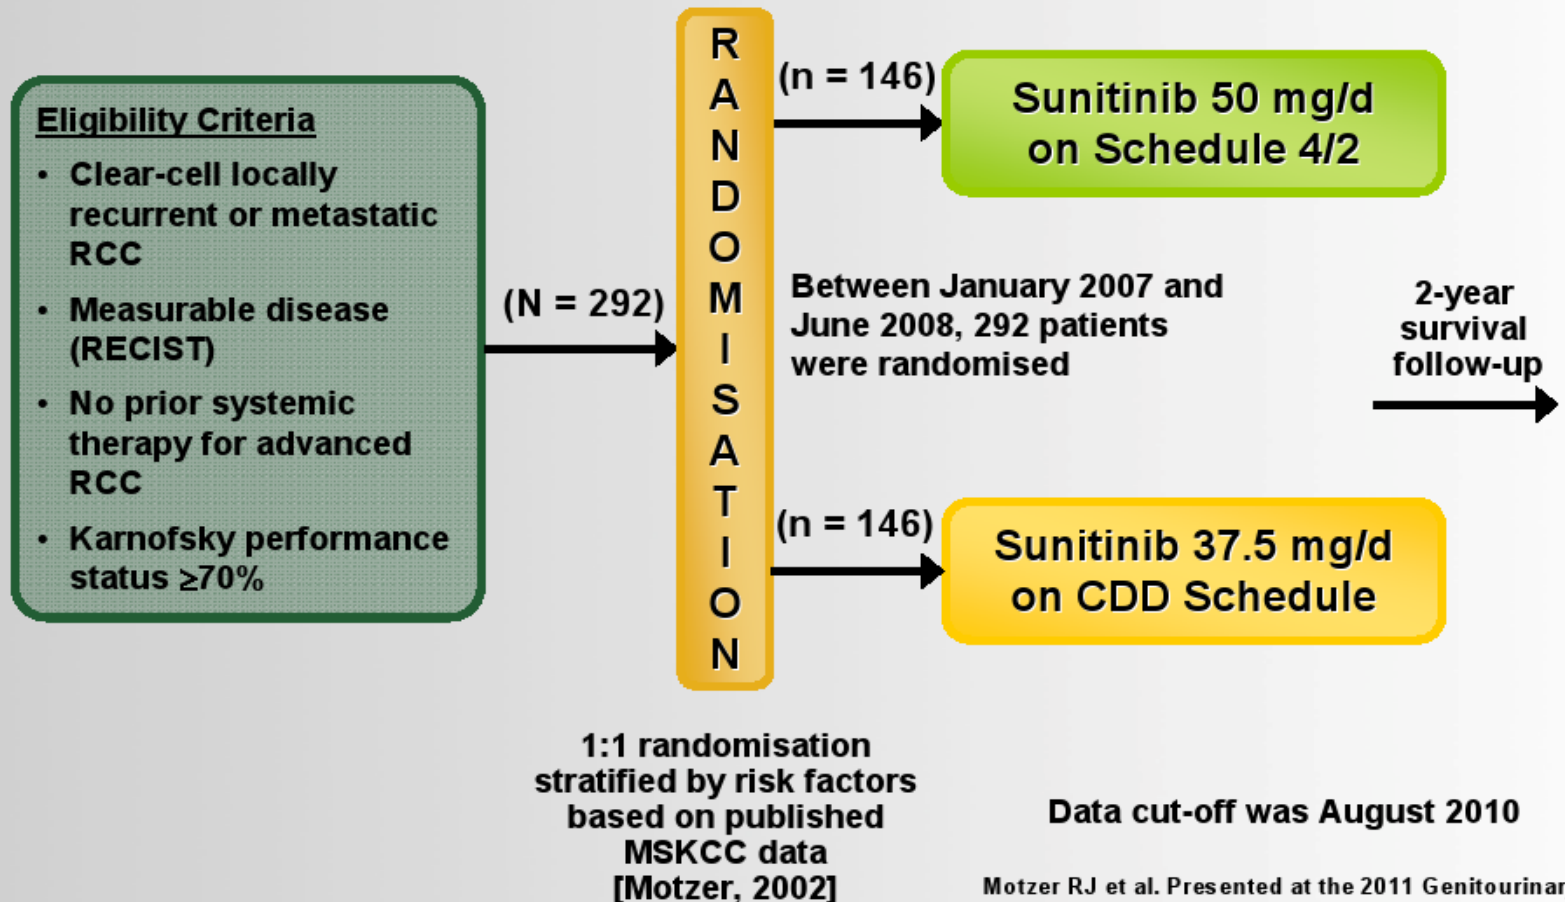 Eligibility Criteria
• Clear-cell locally
recurrent or metastatic
RCC
• Measurable disease
(RECIST)
• No prior systemic
therapy for advanced
RCC
• Karnofsky performance
status ≥70%
(N = 292)
R
A
N
D
O
M
I
S
A
T
I
O
N
(n = 146)
Sunitinib 50 mg/d
on Schedule 4/2
Between January 2007 and
June 2008, 292 patients
were randomised
2-year
survival
follow-up
(n = 146)
Sunitinib 37.5 mg/d
on CDD Schedule
1:1 randomisation
stratified by risk factors
based on published
MSKCC data
[Motzer, 2002]
Data cut-off was August 2010
Motzer RJ et al. Presented at the 2011 Genitourinar